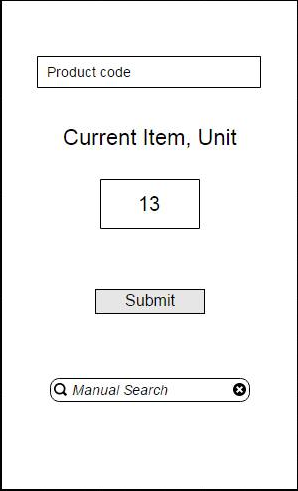 Product code
Current Item, Unit
13
Submit
Manual Search